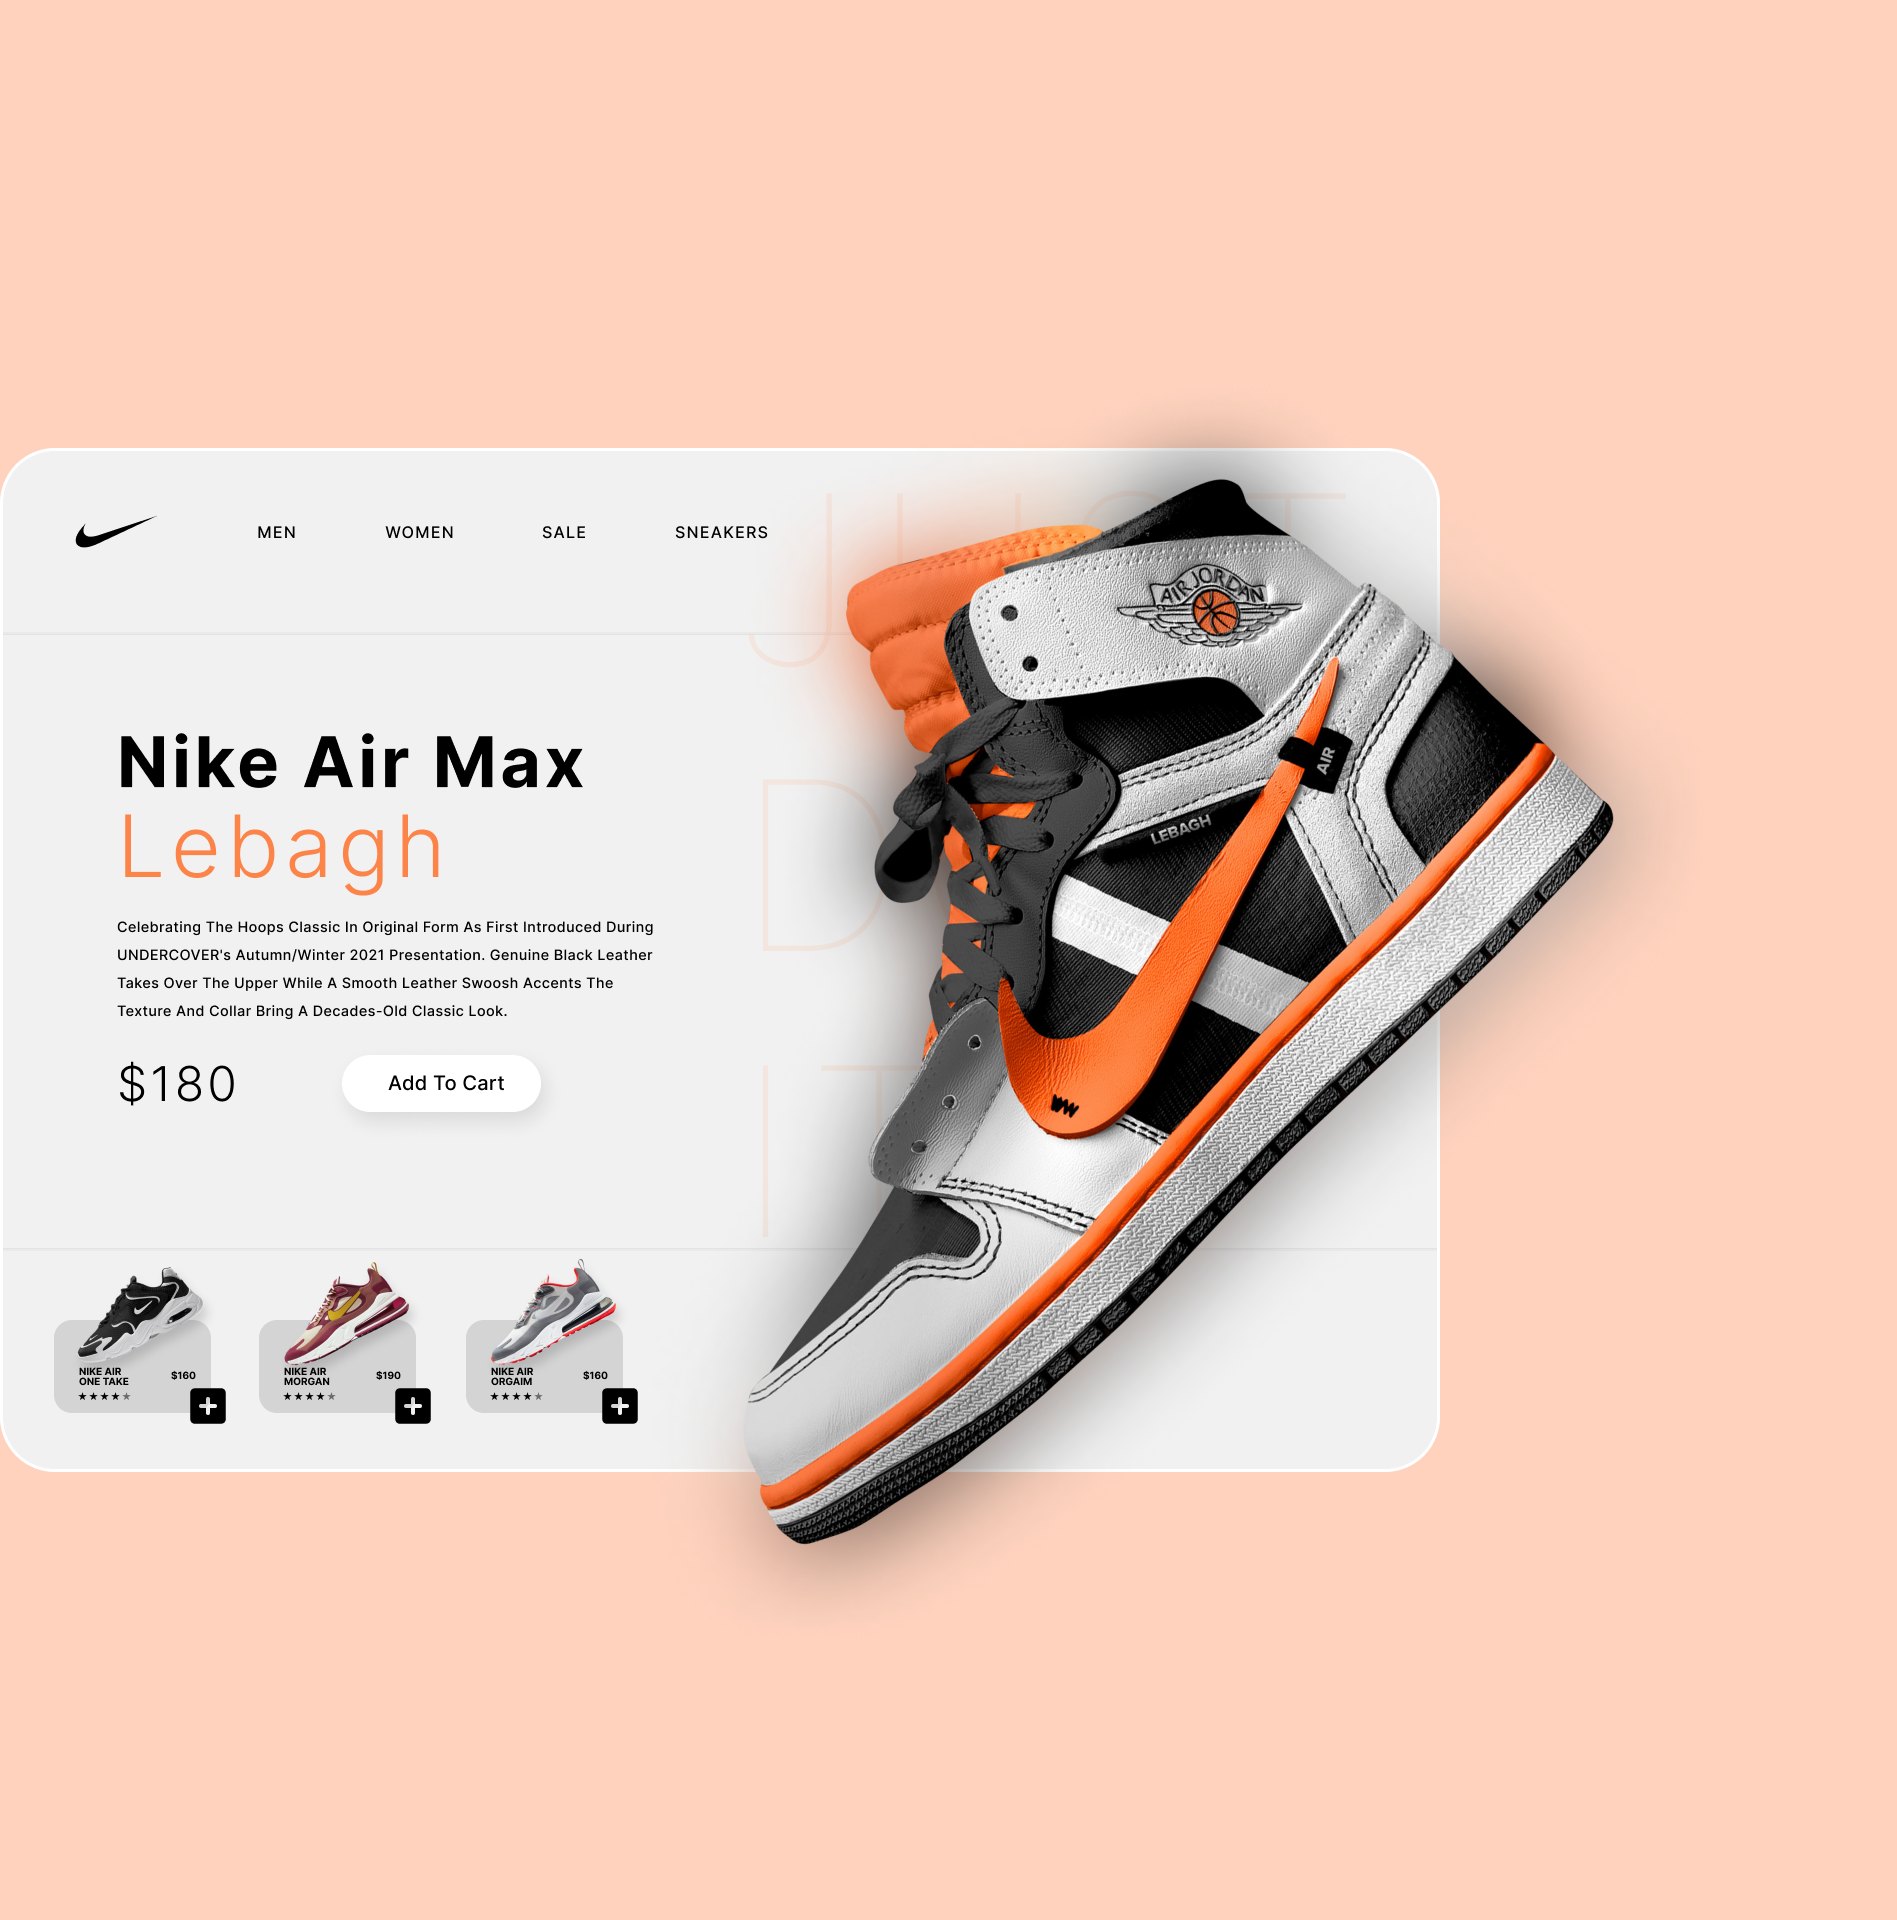 MEN WOMEN SALE SNEAKERS
JUST
DO
IT
AIR JORDAN
AIR
LEBAGH
Nike Air Max
Lebagh
Celebrating The Hoops Classic In Original Form As First Introduced During
UNDERCOVER's Autumn/Winter 2021 Presentation. Genuine Black Leather
Takes Over The Upper While A Smooth Leather Swoosh Accents The
Texture And Collar Bring A Decades-Old Classic Look.
$180
Add To Cart
NIKE AIR
ONE TAKE
$160
NIKE AIR
MORGAN
$190
NIKE AIR
ORGAIM
$160